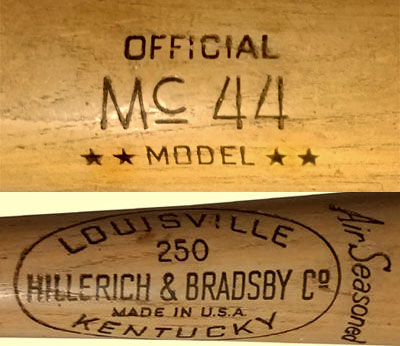 OFFICIAL
Mc 44
★★ MODEL ★★
LOUISVILLE
250
HILLERICH & BRADSBY Co
MADE IN U.S.A
KENTUCKY
Air Seasoned